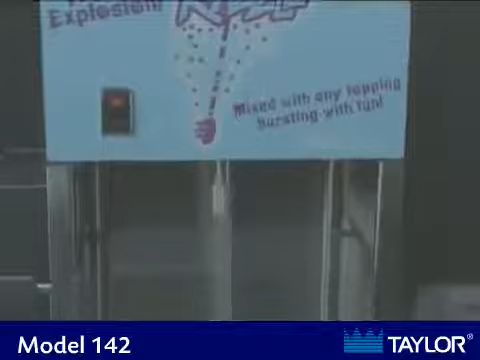 Explosion!
Mixed with any topping
bursting with fun!
Model 142
TAYLOR®